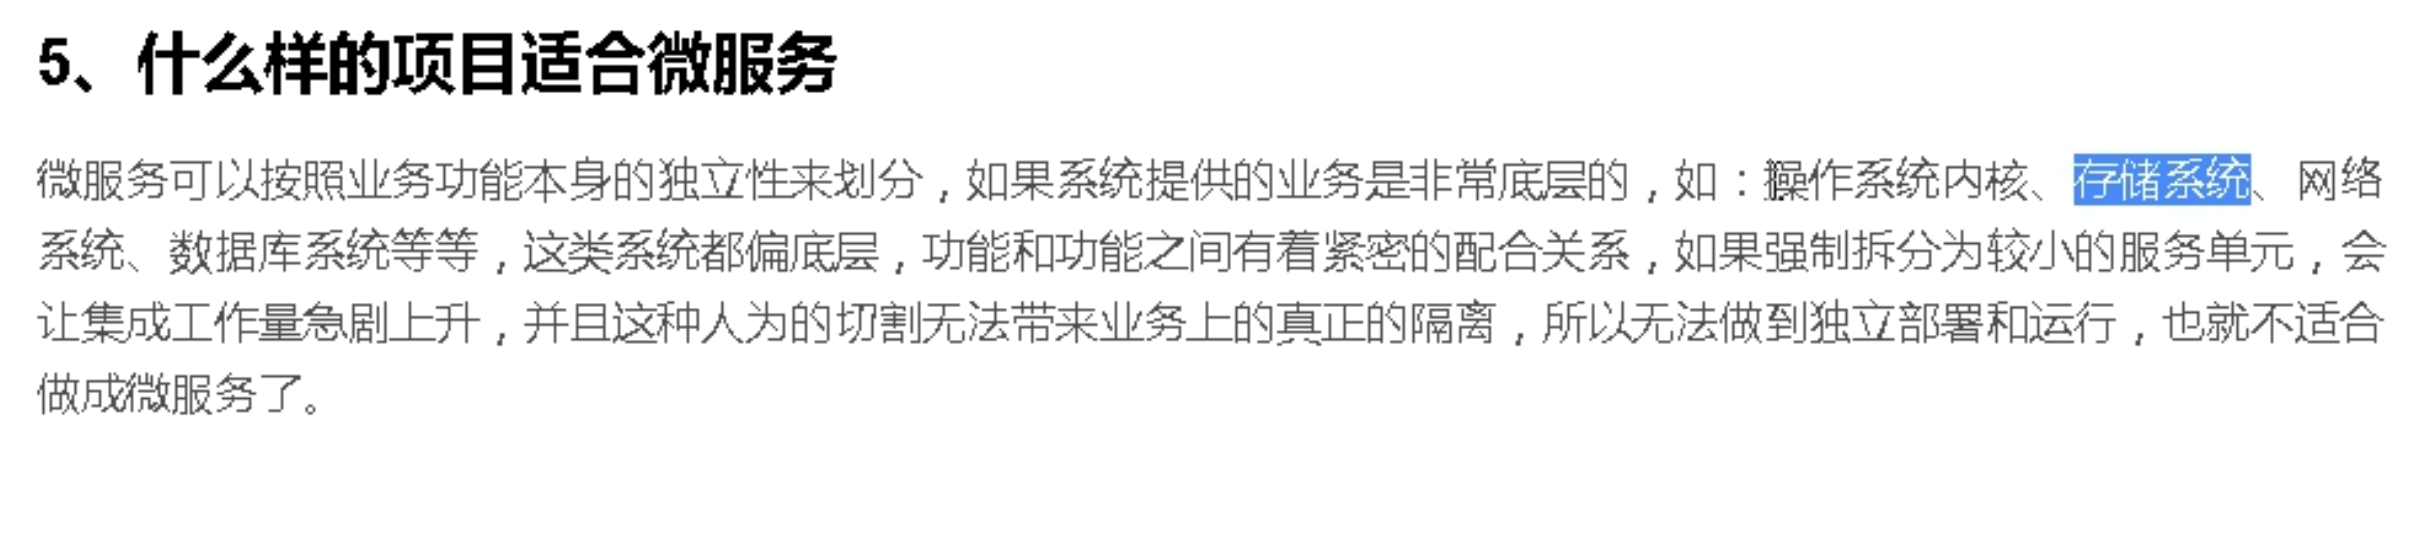 5、什么样的项目适合微服务
微服务可以按照业务功能本身的独立性来划分，如果系统提供的业务是非常底层的，如：操作系统内核、存储系统、网络
系统、数据库系统等等，这类系统都偏底层，功能和功能之间有着紧密的配合关系，如果强制拆分为较小的服务单元，会
让集成工作量急剧上升，并且这种人为的切割无法带来业务上的真正的隔离，所以无法做到独立部署和运行，也就不适合
做成微服务了。